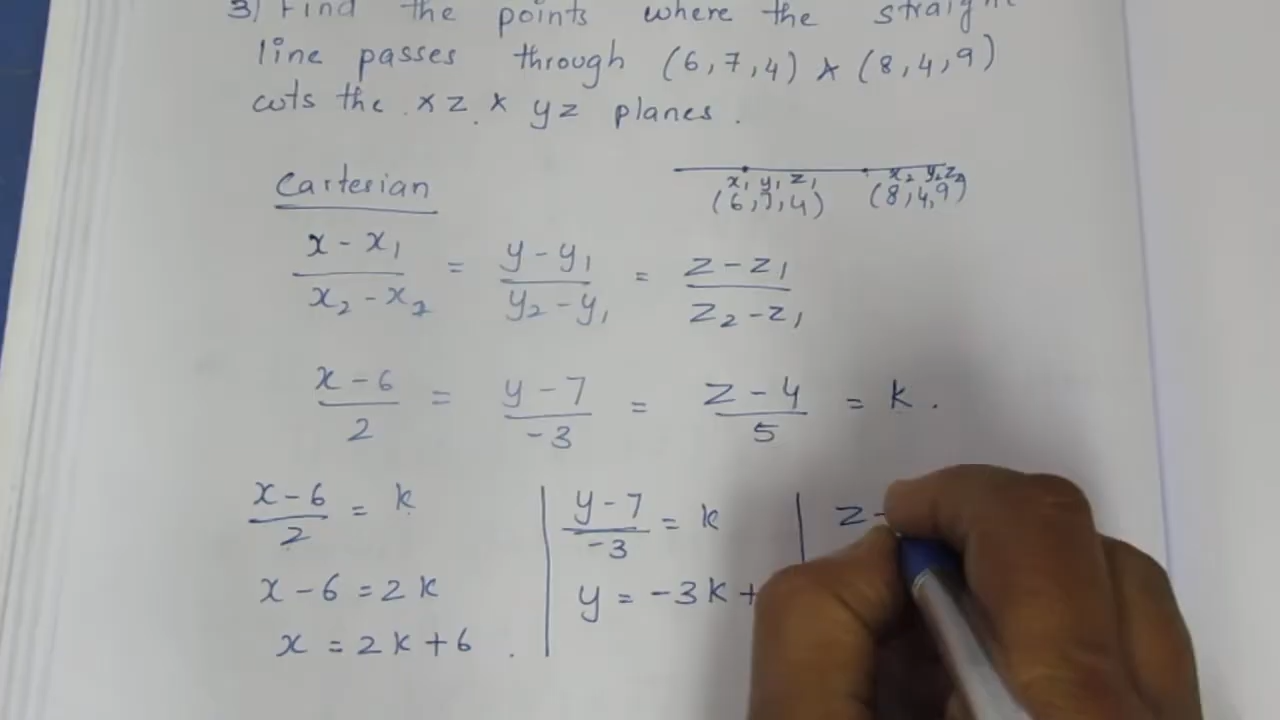 3) Find the points where the straight
line passes through (6,7,4) & (8,4,9)
cuts the xz & yz planes.
Cartesian
x₁ y₁ z₁ x₂ y₂ z₂
(6,7,4) (8,4,9)
x - x₁ / x₂ - x₂ = y - y₁ / y₂ - y₁ = z - z₁ / z₂ - z₁
x - 6 / 2 = y - 7 / -3 = z - 4 / 5 = k.
x - 6 / 2 = k | y - 7 / -3 = k | z -
x - 6 = 2k y = -3k +
x = 2k + 6.